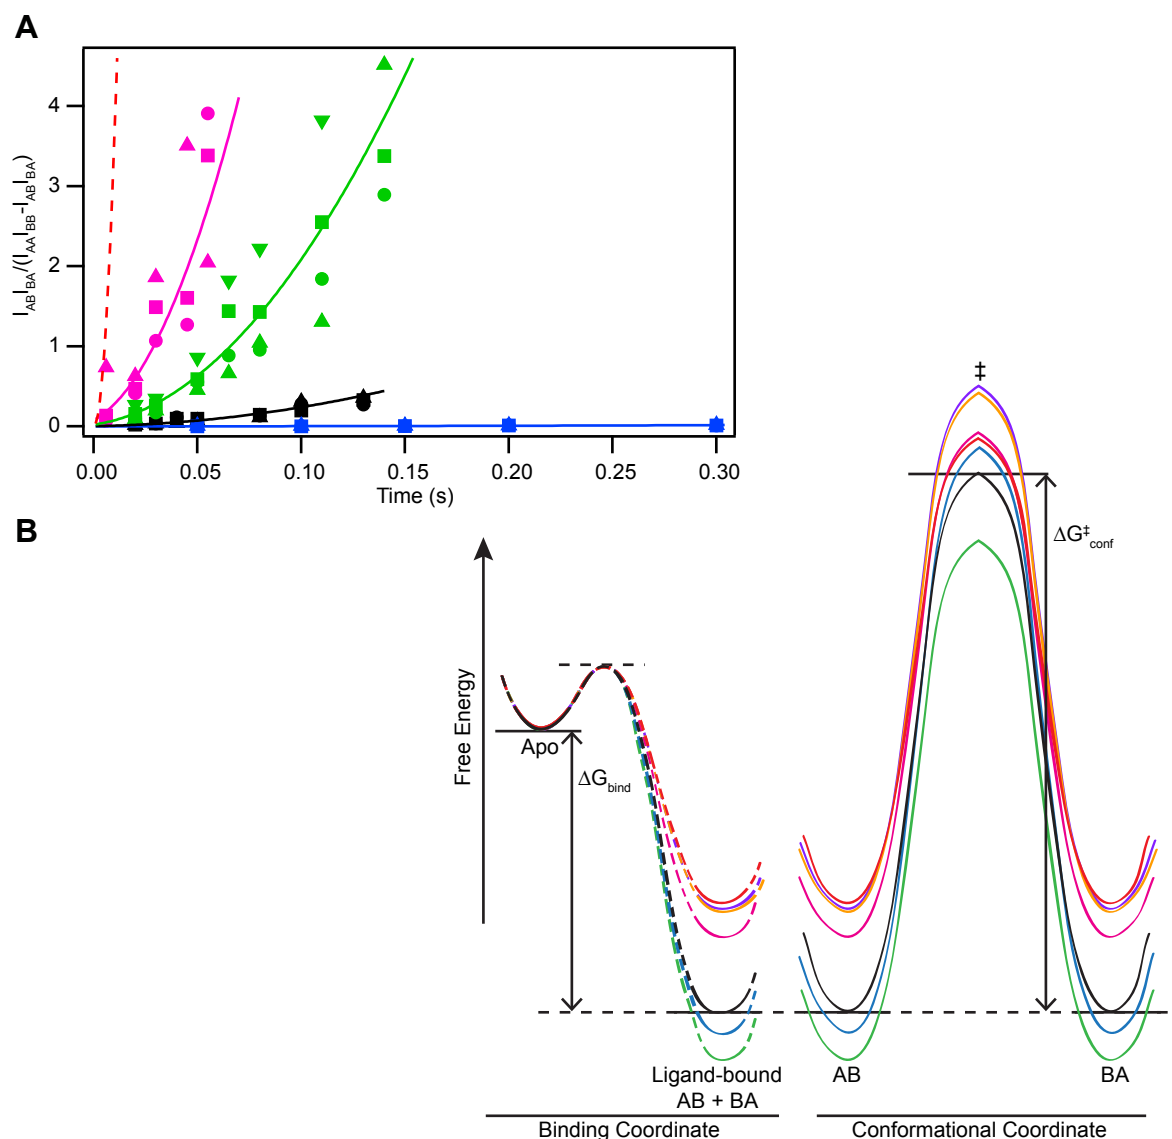 A
I_AB I_BA/(I_AA I_BB-I_AB I_BA)
4
3
2
1
0
0.00 0.05 0.10 0.15 0.20 0.25 0.30
Time (s)
B
Free Energy
Apo
ΔG_bind
‡
ΔG‡_conf
Ligand-bound
AB + BA
AB
BA
Binding Coordinate
Conformational Coordinate